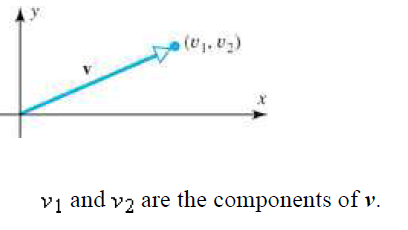 y
(v₁, v₂)
v
x
v₁ and v₂ are the components of v.